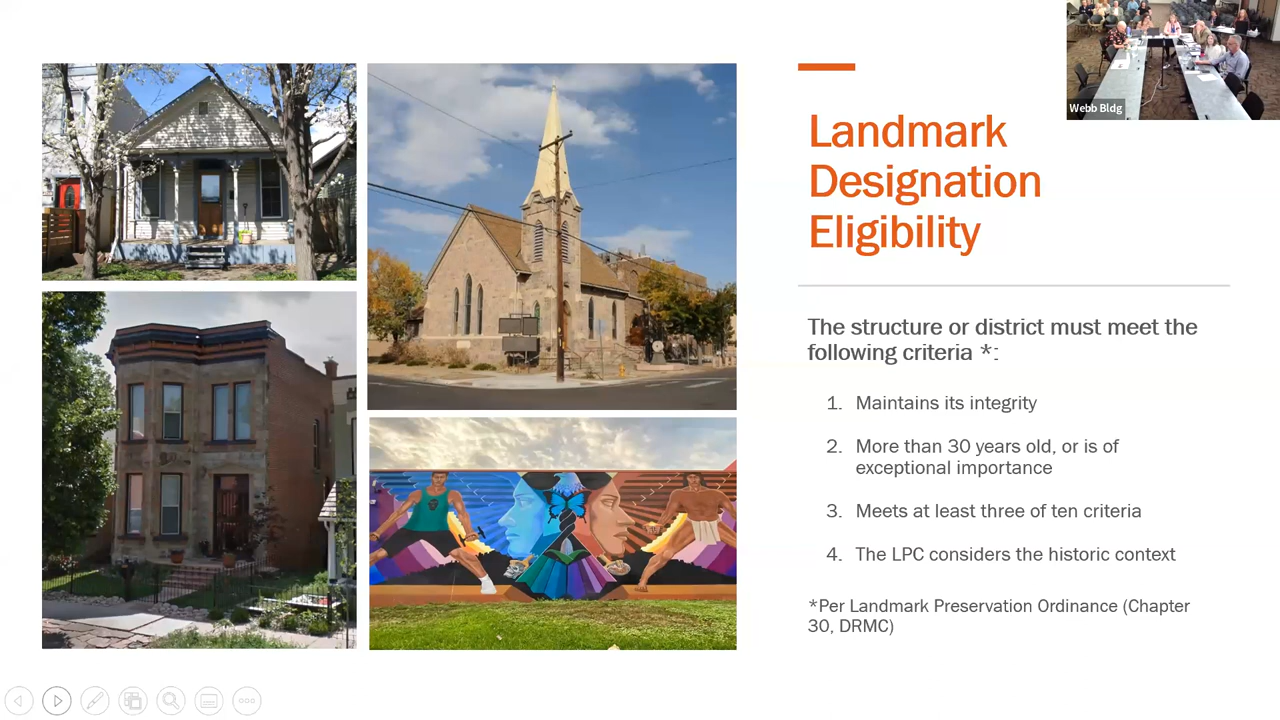 Webb Bldg
Landmark
Designation
Eligibility
The structure or district must meet the
following criteria *:
1. Maintains its integrity
2. More than 30 years old, or is of
exceptional importance
3. Meets at least three of ten criteria
4. The LPC considers the historic context
*Per Landmark Preservation Ordinance (Chapter
30, DRMC)